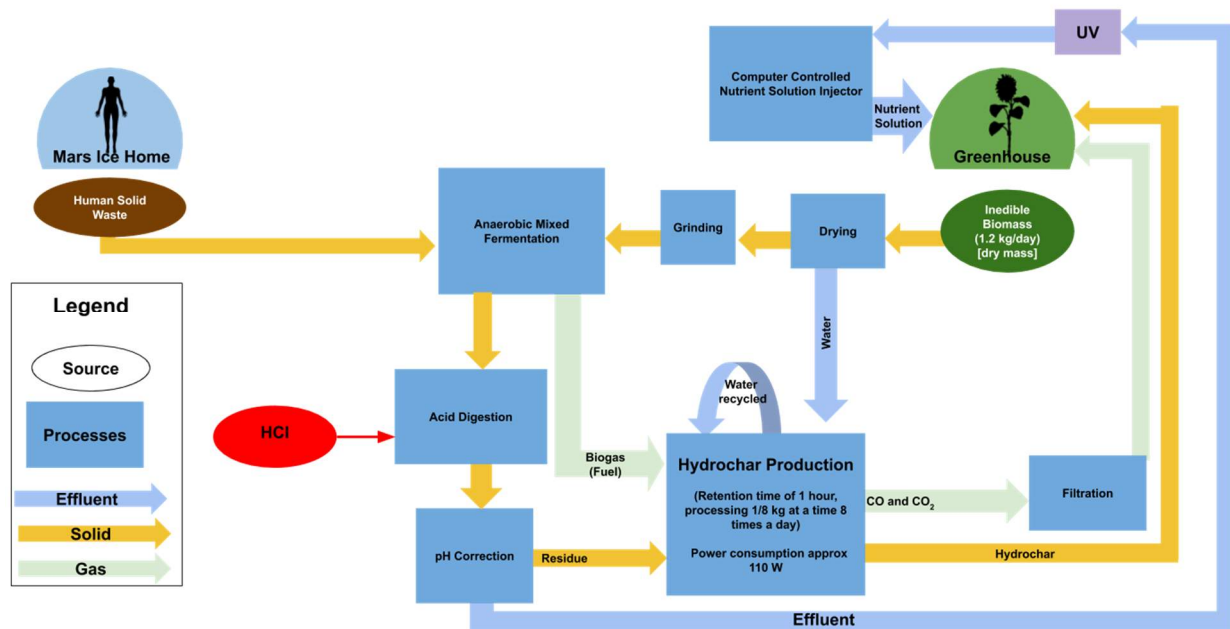 UV
Computer Controlled
Nutrient Solution Injector
Nutrient
Solution
Mars Ice Home
Greenhouse
Human Solid
Waste
Anaerobic Mixed
Fermentation
Grinding
Drying
Inedible
Biomass
(1.2 kg/day)
[dry mass]
Legend
Source
Processes
Effluent
Solid
Gas
Water
Water
recycled
HCl
Acid Digestion
Biogas
(Fuel)
Hydrochar Production
(Retention time of 1 hour,
processing 1/8 kg at a time 8
times a day)
Power consumption approx
110 W
CO and CO₂
Filtration
pH Correction
Residue
Hydrochar
Effluent